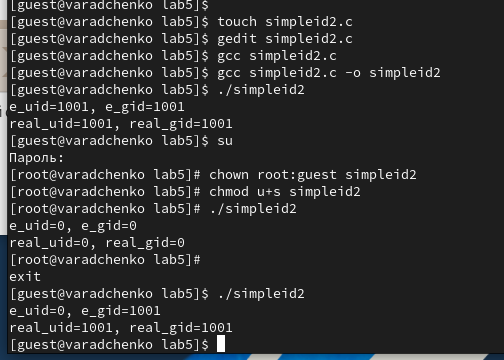 [guest@varadchenko lab5]$
[guest@varadchenko lab5]$ touch simpleid2.c
[guest@varadchenko lab5]$ gedit simpleid2.c
[guest@varadchenko lab5]$ gcc simpleid2.c
[guest@varadchenko lab5]$ gcc simpleid2.c -o simpleid2
[guest@varadchenko lab5]$ ./simpleid2
e_uid=1001, e_gid=1001
real_uid=1001, real_gid=1001
[guest@varadchenko lab5]$ su
Пароль:
[root@varadchenko lab5]# chown root:guest simpleid2
[root@varadchenko lab5]# chmod u+s simpleid2
[root@varadchenko lab5]# ./simpleid2
e_uid=0, e_gid=0
real_uid=0, real_gid=0
[root@varadchenko lab5]#
exit
[guest@varadchenko lab5]$ ./simpleid2
e_uid=0, e_gid=1001
real_uid=1001, real_gid=1001
[guest@varadchenko lab5]$